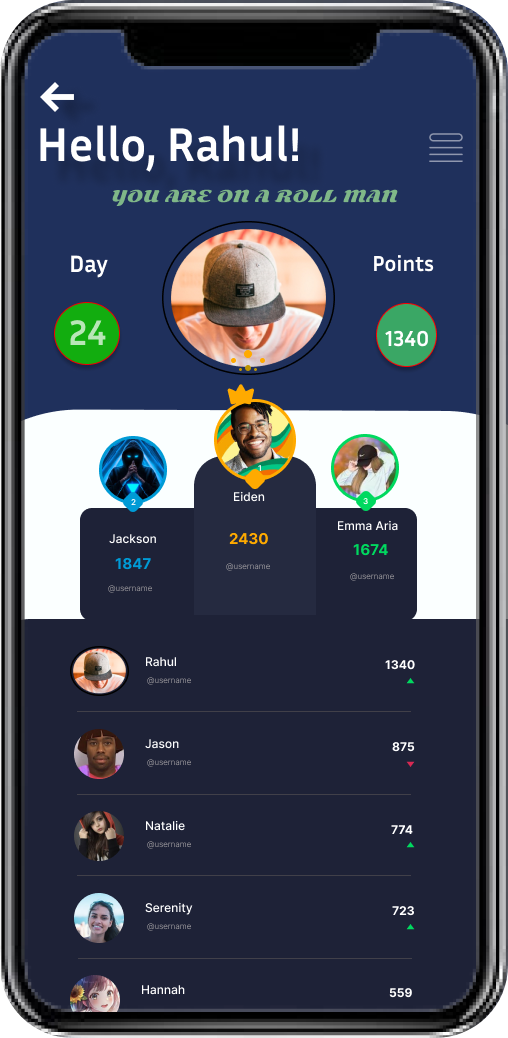 Hello, Rahul!
YOU ARE ON A ROLL MAN
Day
Points
24
1340
1
2
3
Eiden
2430
@username
Jackson
1847
@username
Emma Aria
1674
@username
Rahul
1340
@username
Jason
875
@username
Natalie
774
@username
Serenity
723
@username
Hannah
559